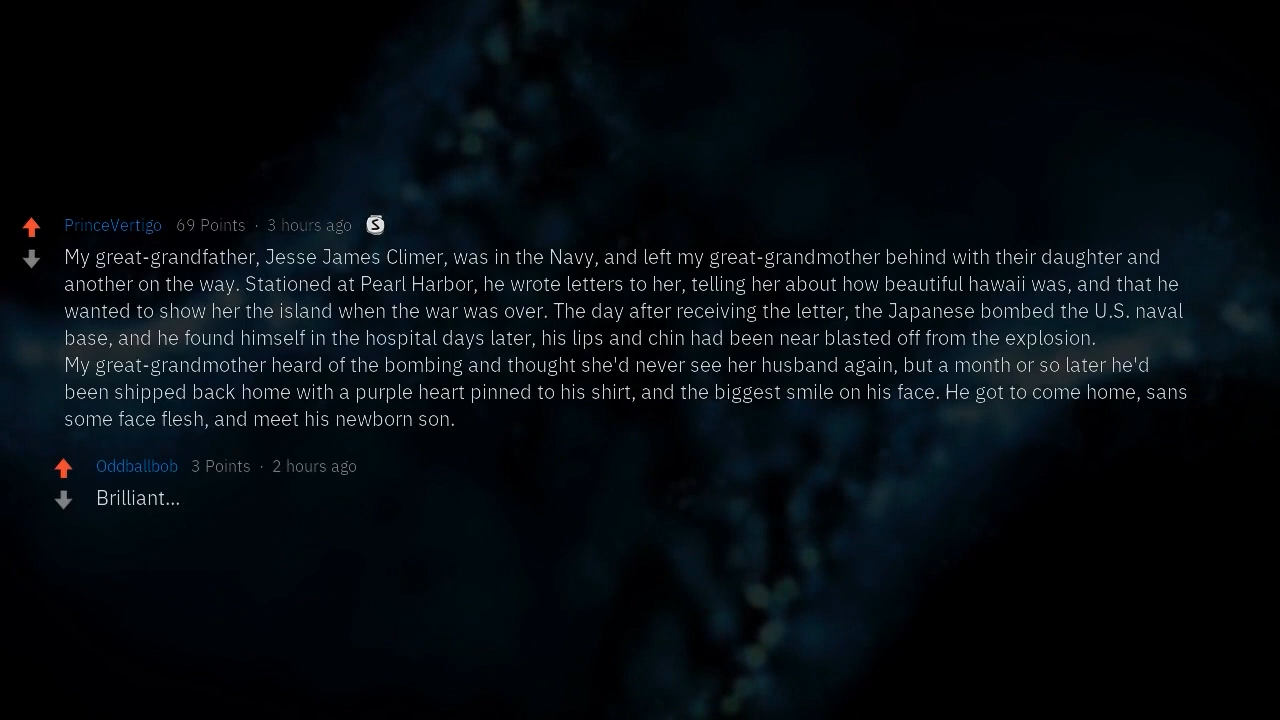 PrinceVertigo 69 Points · 3 hours ago S
My great-grandfather, Jesse James Climer, was in the Navy, and left my great-grandmother behind with their daughter and
another on the way. Stationed at Pearl Harbor, he wrote letters to her, telling her about how beautiful hawaii was, and that he
wanted to show her the island when the war was over. The day after receiving the letter, the Japanese bombed the U.S. naval
base, and he found himself in the hospital days later, his lips and chin had been near blasted off from the explosion.
My great-grandmother heard of the bombing and thought she'd never see her husband again, but a month or so later he'd
been shipped back home with a purple heart pinned to his shirt, and the biggest smile on his face. He got to come home, sans
some face flesh, and meet his newborn son.
Oddballbob 3 Points · 2 hours ago
Brilliant...